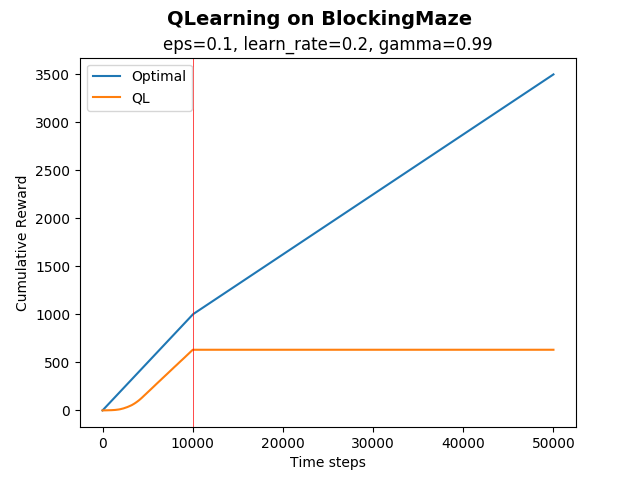 QLearning on BlockingMaze
eps=0.1, learn_rate=0.2, gamma=0.99
Optimal
QL
Cumulative Reward
3500
3000
2500
2000
1500
1000
500
0
0 10000 20000 30000 40000 50000
Time steps